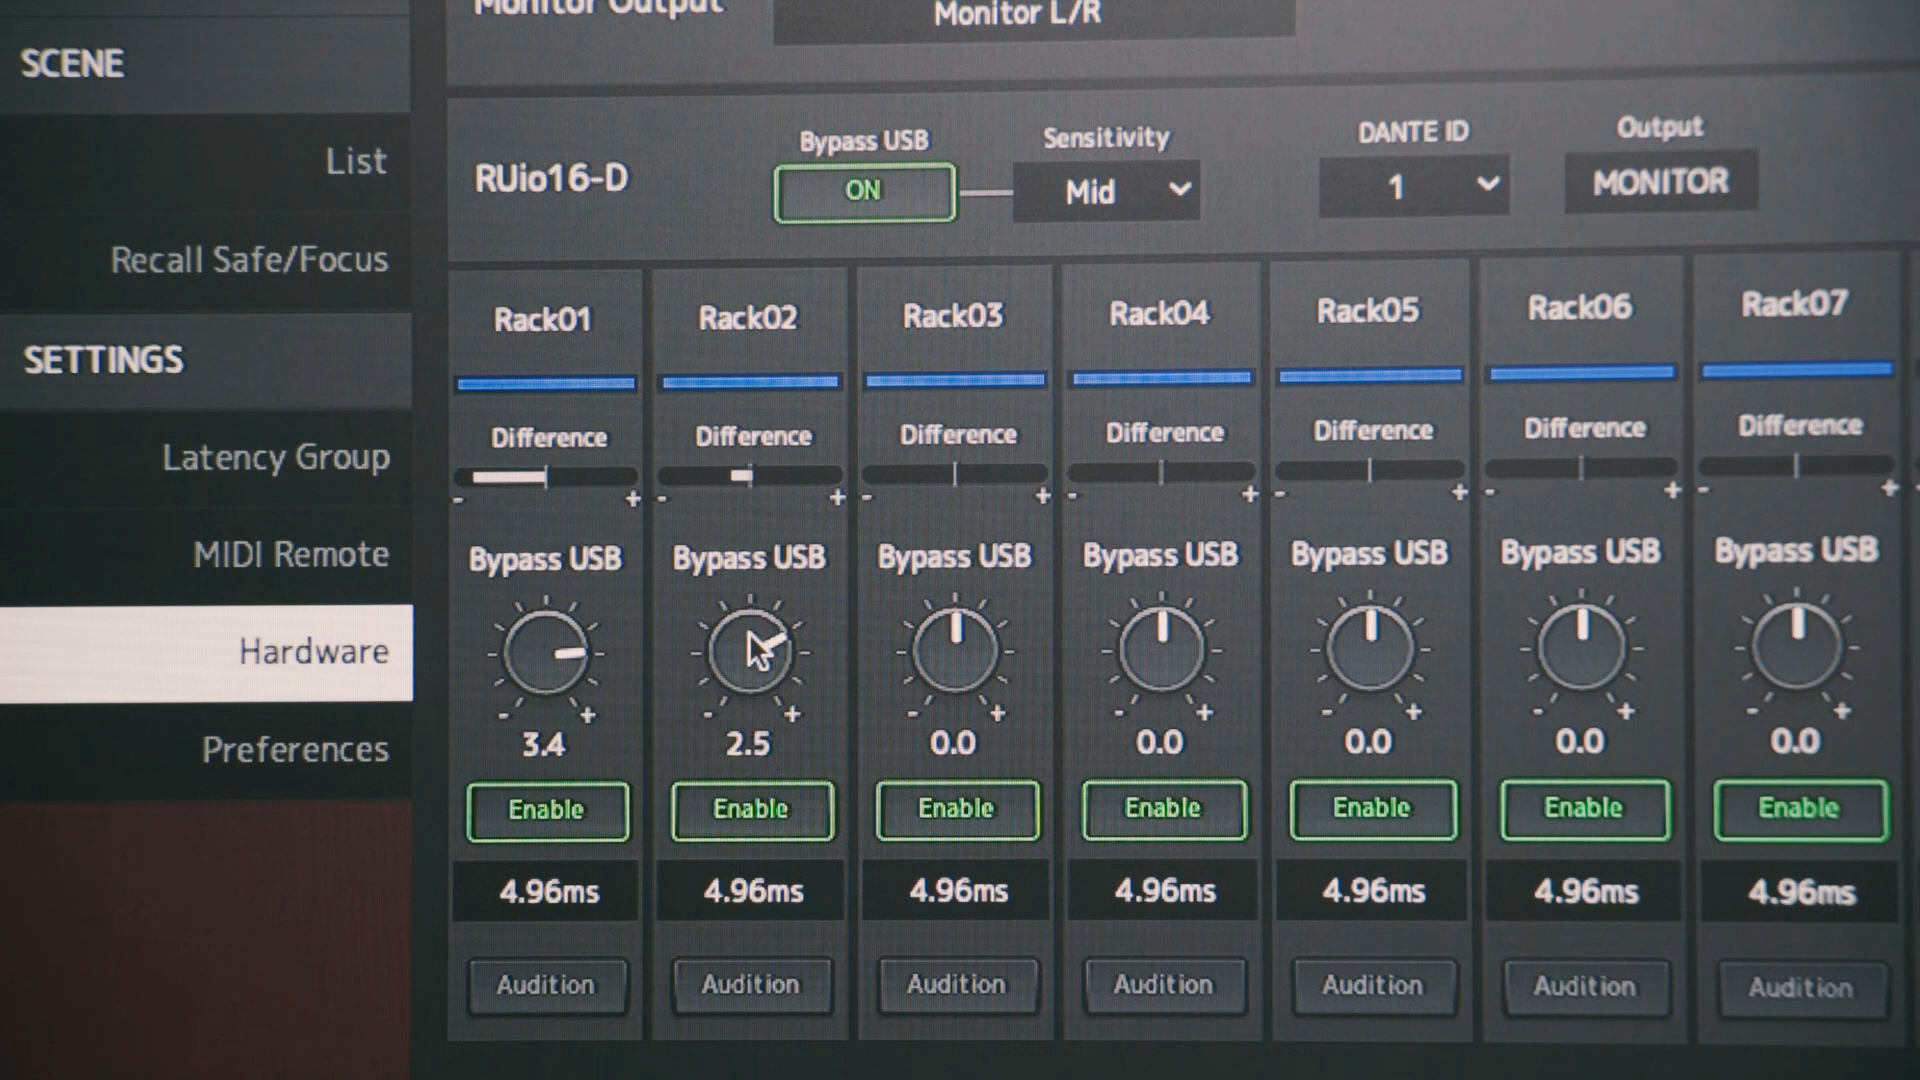 Monitor Output
Monitor L/R
SCENE
List
Recall Safe/Focus
SETTINGS
Latency Group
MIDI Remote
Hardware
Preferences
RUio16-D
Bypass USB
ON
Sensitivity
Mid
DANTE ID
1
Output
MONITOR
Rack01 Rack02 Rack03 Rack04 Rack05 Rack06 Rack07
Difference Difference Difference Difference Difference Difference Difference
- + - + - + - + - + - + - +
Bypass USB Bypass USB Bypass USB Bypass USB Bypass USB Bypass USB Bypass USB
- + - + - + - + - + - + - +
3.4 2.5 0.0 0.0 0.0 0.0 0.0
Enable Enable Enable Enable Enable Enable Enable
4.96ms 4.96ms 4.96ms 4.96ms 4.96ms 4.96ms 4.96ms
Audition Audition Audition Audition Audition Audition Audition